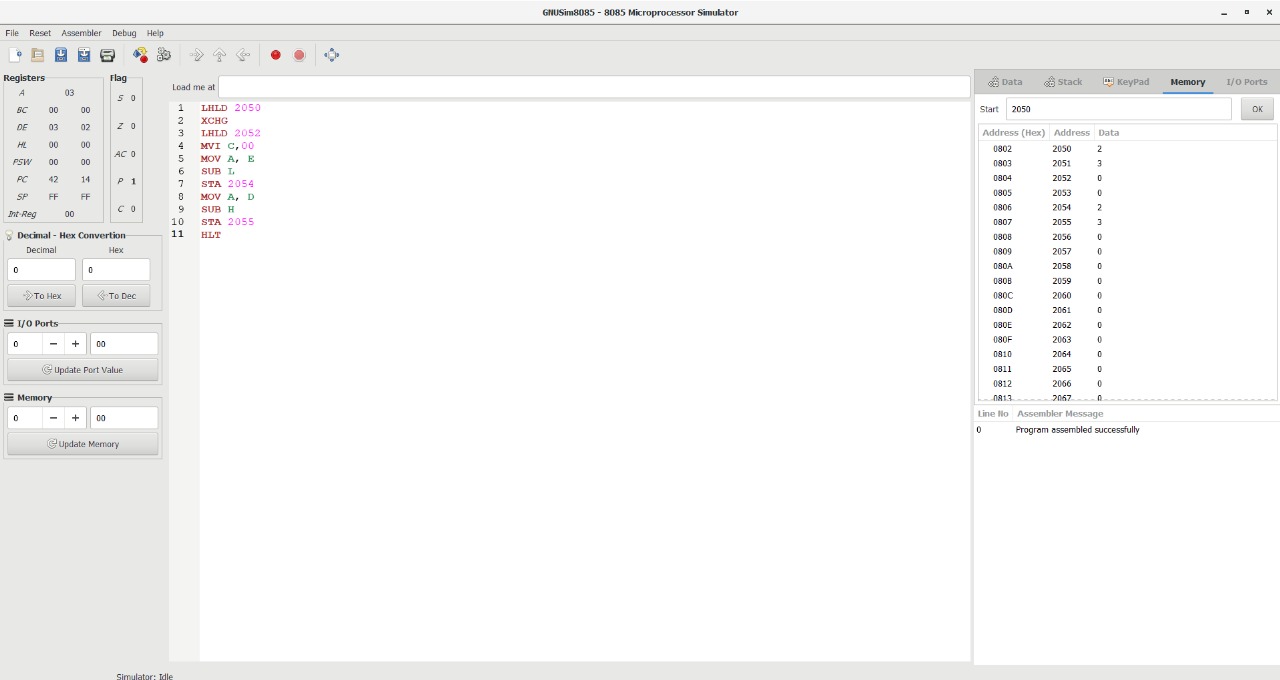 GNUSim8085 - 8085 Microprocessor Simulator
File Reset Assembler Debug Help
Registers
A 03
BC 00 00
DE 03 02
HL 00 00
PSW 00 00
PC 42 14
SP FF FF
Int-Reg 00
Flag
S 0
Z 0
AC 0
P 1
C 0
Decimal - Hex Convertion
Decimal Hex
0 0
To Hex To Dec
I/O Ports
0 − + 00
Update Port Value
Memory
0 − + 00
Update Memory
Load me at
1 LHLD 2050
2 XCHG
3 LHLD 2052
4 MVI C,00
5 MOV A, E
6 SUB L
7 STA 2054
8 MOV A, D
9 SUB H
10 STA 2055
11 HLT
Data Stack KeyPad Memory I/O Ports
Start 2050 OK
Address (Hex) Address Data
0802 2050 2
0803 2051 3
0804 2052 0
0805 2053 0
0806 2054 2
0807 2055 3
0808 2056 0
0809 2057 0
080A 2058 0
080B 2059 0
080C 2060 0
080D 2061 0
080E 2062 0
080F 2063 0
0810 2064 0
0811 2065 0
0812 2066 0
0813 2067 0
Line No Assembler Message
0 Program assembled successfully
Simulator: Idle